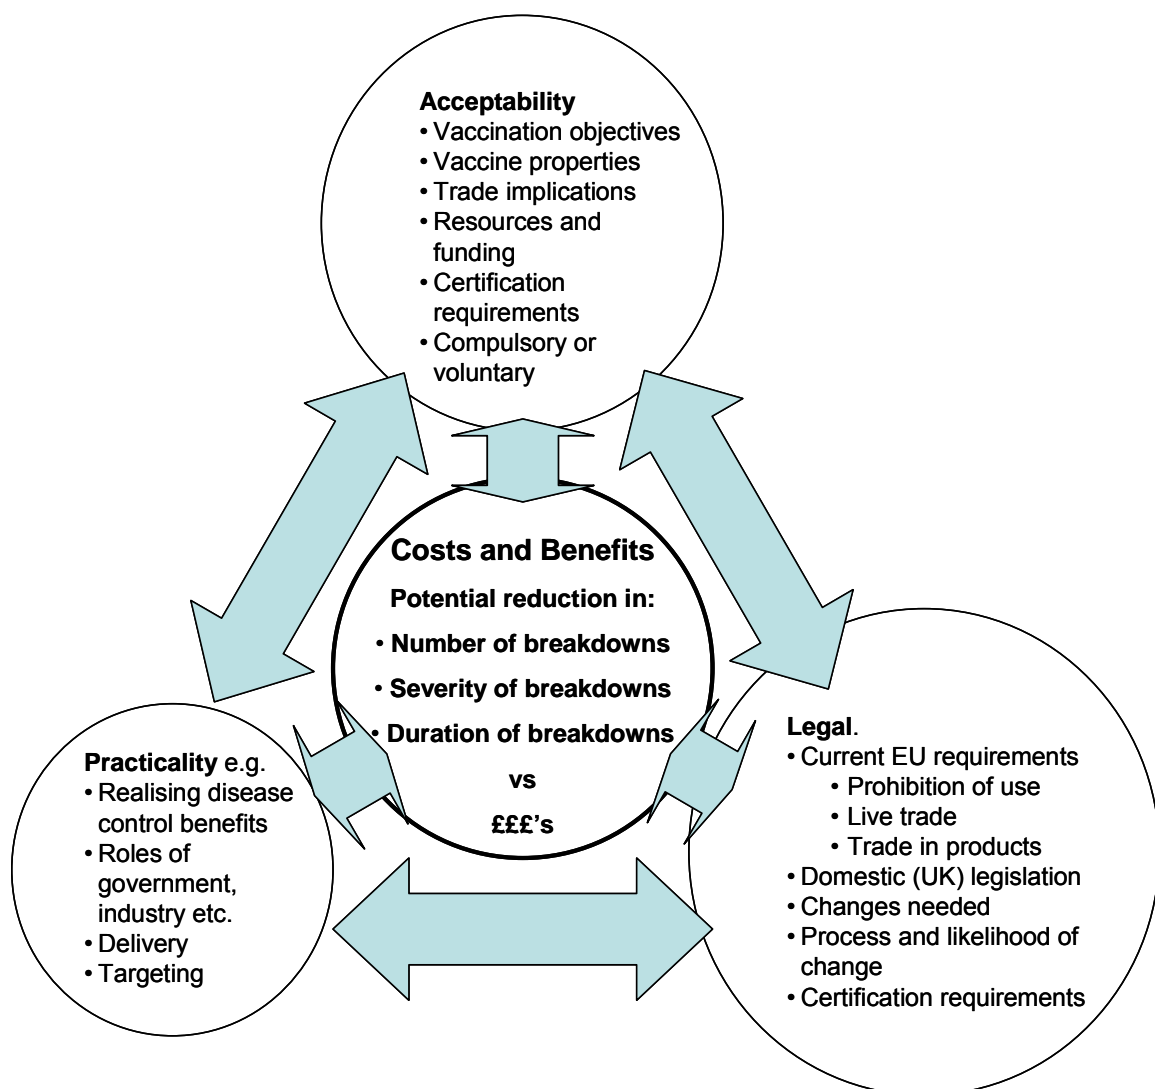 Acceptability
• Vaccination objectives
• Vaccine properties
• Trade implications
• Resources and
funding
• Certification
requirements
• Compulsory or
voluntary
Costs and Benefits
Potential reduction in:
• Number of breakdowns
• Severity of breakdowns
• Duration of breakdowns
vs
£££'s
Practicality e.g.
• Realising disease
control benefits
• Roles of
government,
industry etc.
• Delivery
• Targeting
Legal.
• Current EU requirements
• Prohibition of use
• Live trade
• Trade in products
• Domestic (UK) legislation
• Changes needed
• Process and likelihood of
change
• Certification requirements